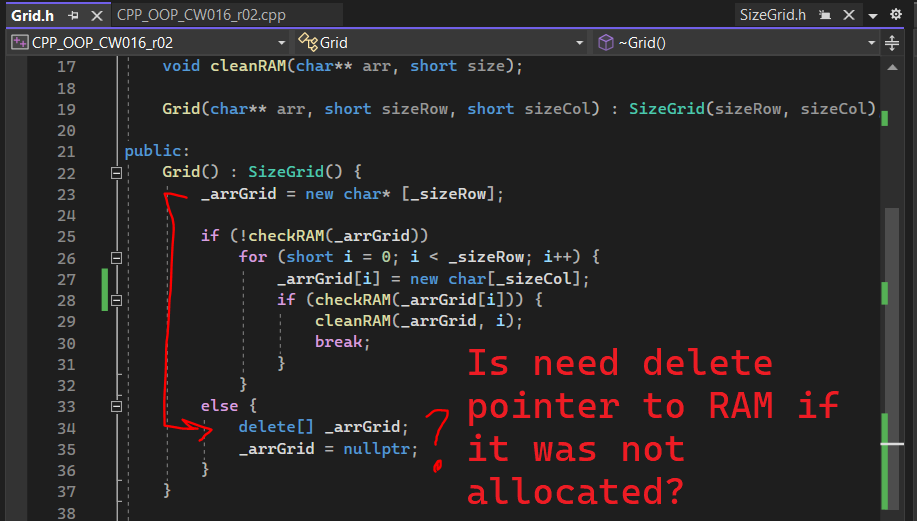 Grid.h CPP_OOP_CW016_r02.cpp SizeGrid.h
CPP_OOP_CW016_r02 Grid ~Grid()
17 void cleanRAM(char** arr, short size);
18
19 Grid(char** arr, short sizeRow, short sizeCol) : SizeGrid(sizeRow, sizeCol)
20
21 public:
22 Grid() : SizeGrid() {
23 _arrGrid = new char* [_sizeRow];
24
25 if (!checkRAM(_arrGrid))
26 for (short i = 0; i < _sizeRow; i++) {
27 _arrGrid[i] = new char[_sizeCol];
28 if (checkRAM(_arrGrid[i])) {
29 cleanRAM(_arrGrid, i);
30 break;
31 }
32 }
33 else {
34 delete[] _arrGrid;
35 _arrGrid = nullptr;
36 }
37 }
38
?
Is need delete
pointer to RAM if
it was not
allocated?